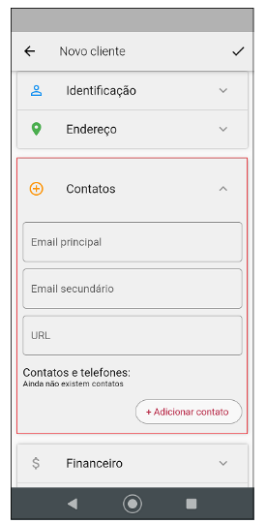 Novo cliente
Identificação
Endereço
Contatos
Email principal
Email secundário
URL
Contatos e telefones:
Ainda não existem contatos
+ Adicionar contato
Financeiro